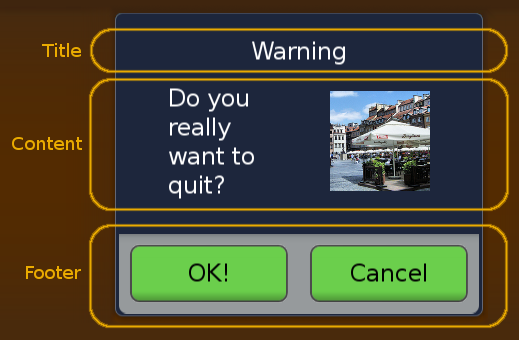 Title
Warning
Content
Do you
really
want to
quit?
Footer
OK!
Cancel